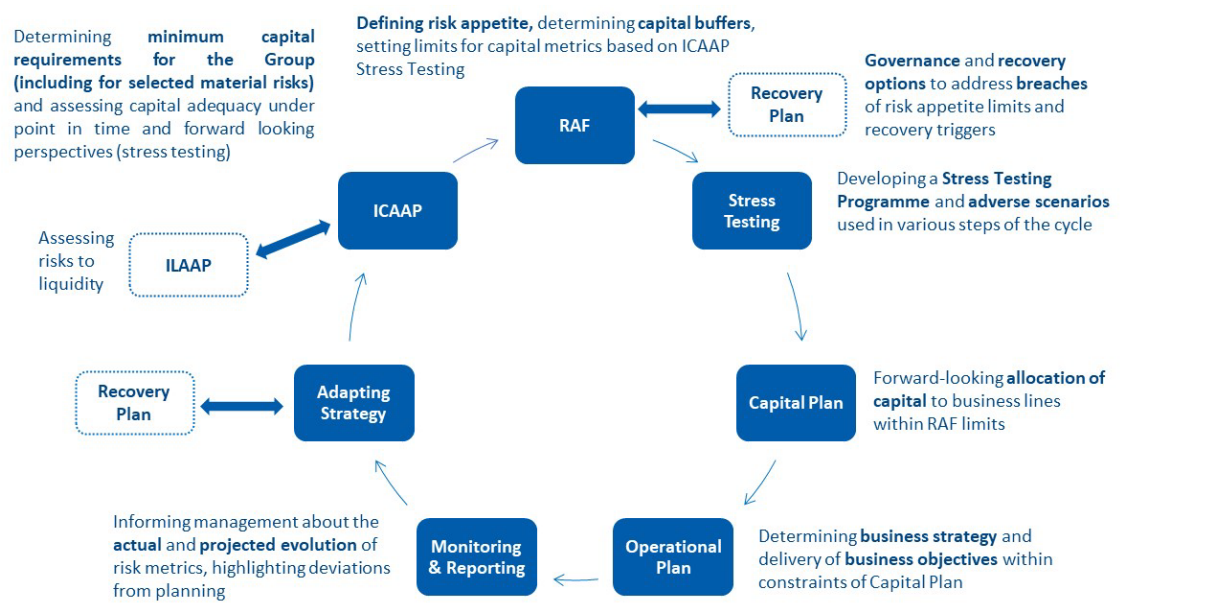 Defining risk appetite, determining capital buffers,
setting limits for capital metrics based on ICAAP
Stress Testing
Determining minimum capital
requirements for the Group
(including for selected material risks)
and assessing capital adequacy under
point in time and forward looking
perspectives (stress testing)
Governance and recovery
options to address breaches
of risk appetite limits and
recovery triggers
RAF
Recovery
Plan
Stress
Testing
Developing a Stress Testing
Programme and adverse scenarios
used in various steps of the cycle
ICAAP
Assessing
risks to
liquidity
ILAAP
Recovery
Plan
Adapting
Strategy
Capital Plan
Forward-looking allocation of
capital to business lines
within RAF limits
Informing management about the
actual and projected evolution of
risk metrics, highlighting deviations
from planning
Monitoring
& Reporting
Operational
Plan
Determining business strategy and
delivery of business objectives within
constraints of Capital Plan